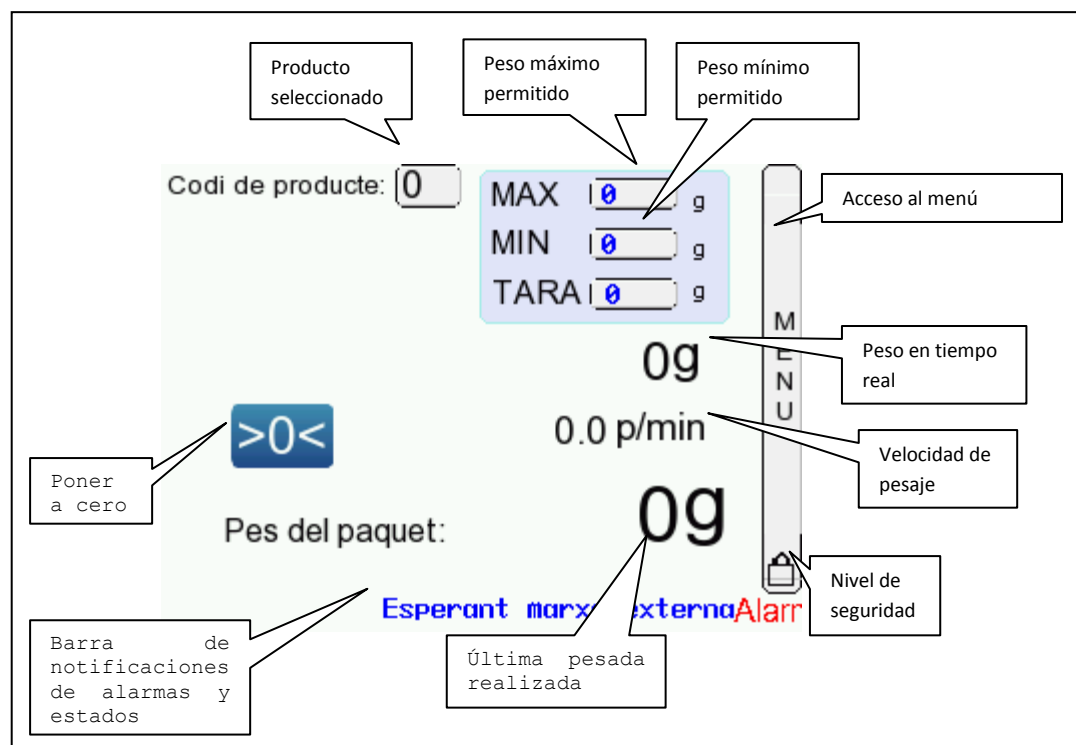 Producto
seleccionado
Peso máximo
permitido
Peso mínimo
permitido
Codi de producte: 0
MAX 0 g
MIN 0 g
TARA 0 g
Acceso al menú
MENU
0g
Peso en tiempo
real
>0<
0.0 p/min
Velocidad de
pesaje
Poner
a cero
Pes del paquet:
0g
Nivel de
seguridad
Esperant marxa externa
Barra de
notificaciones
de alarmas y
estados
Última pesada
realizada